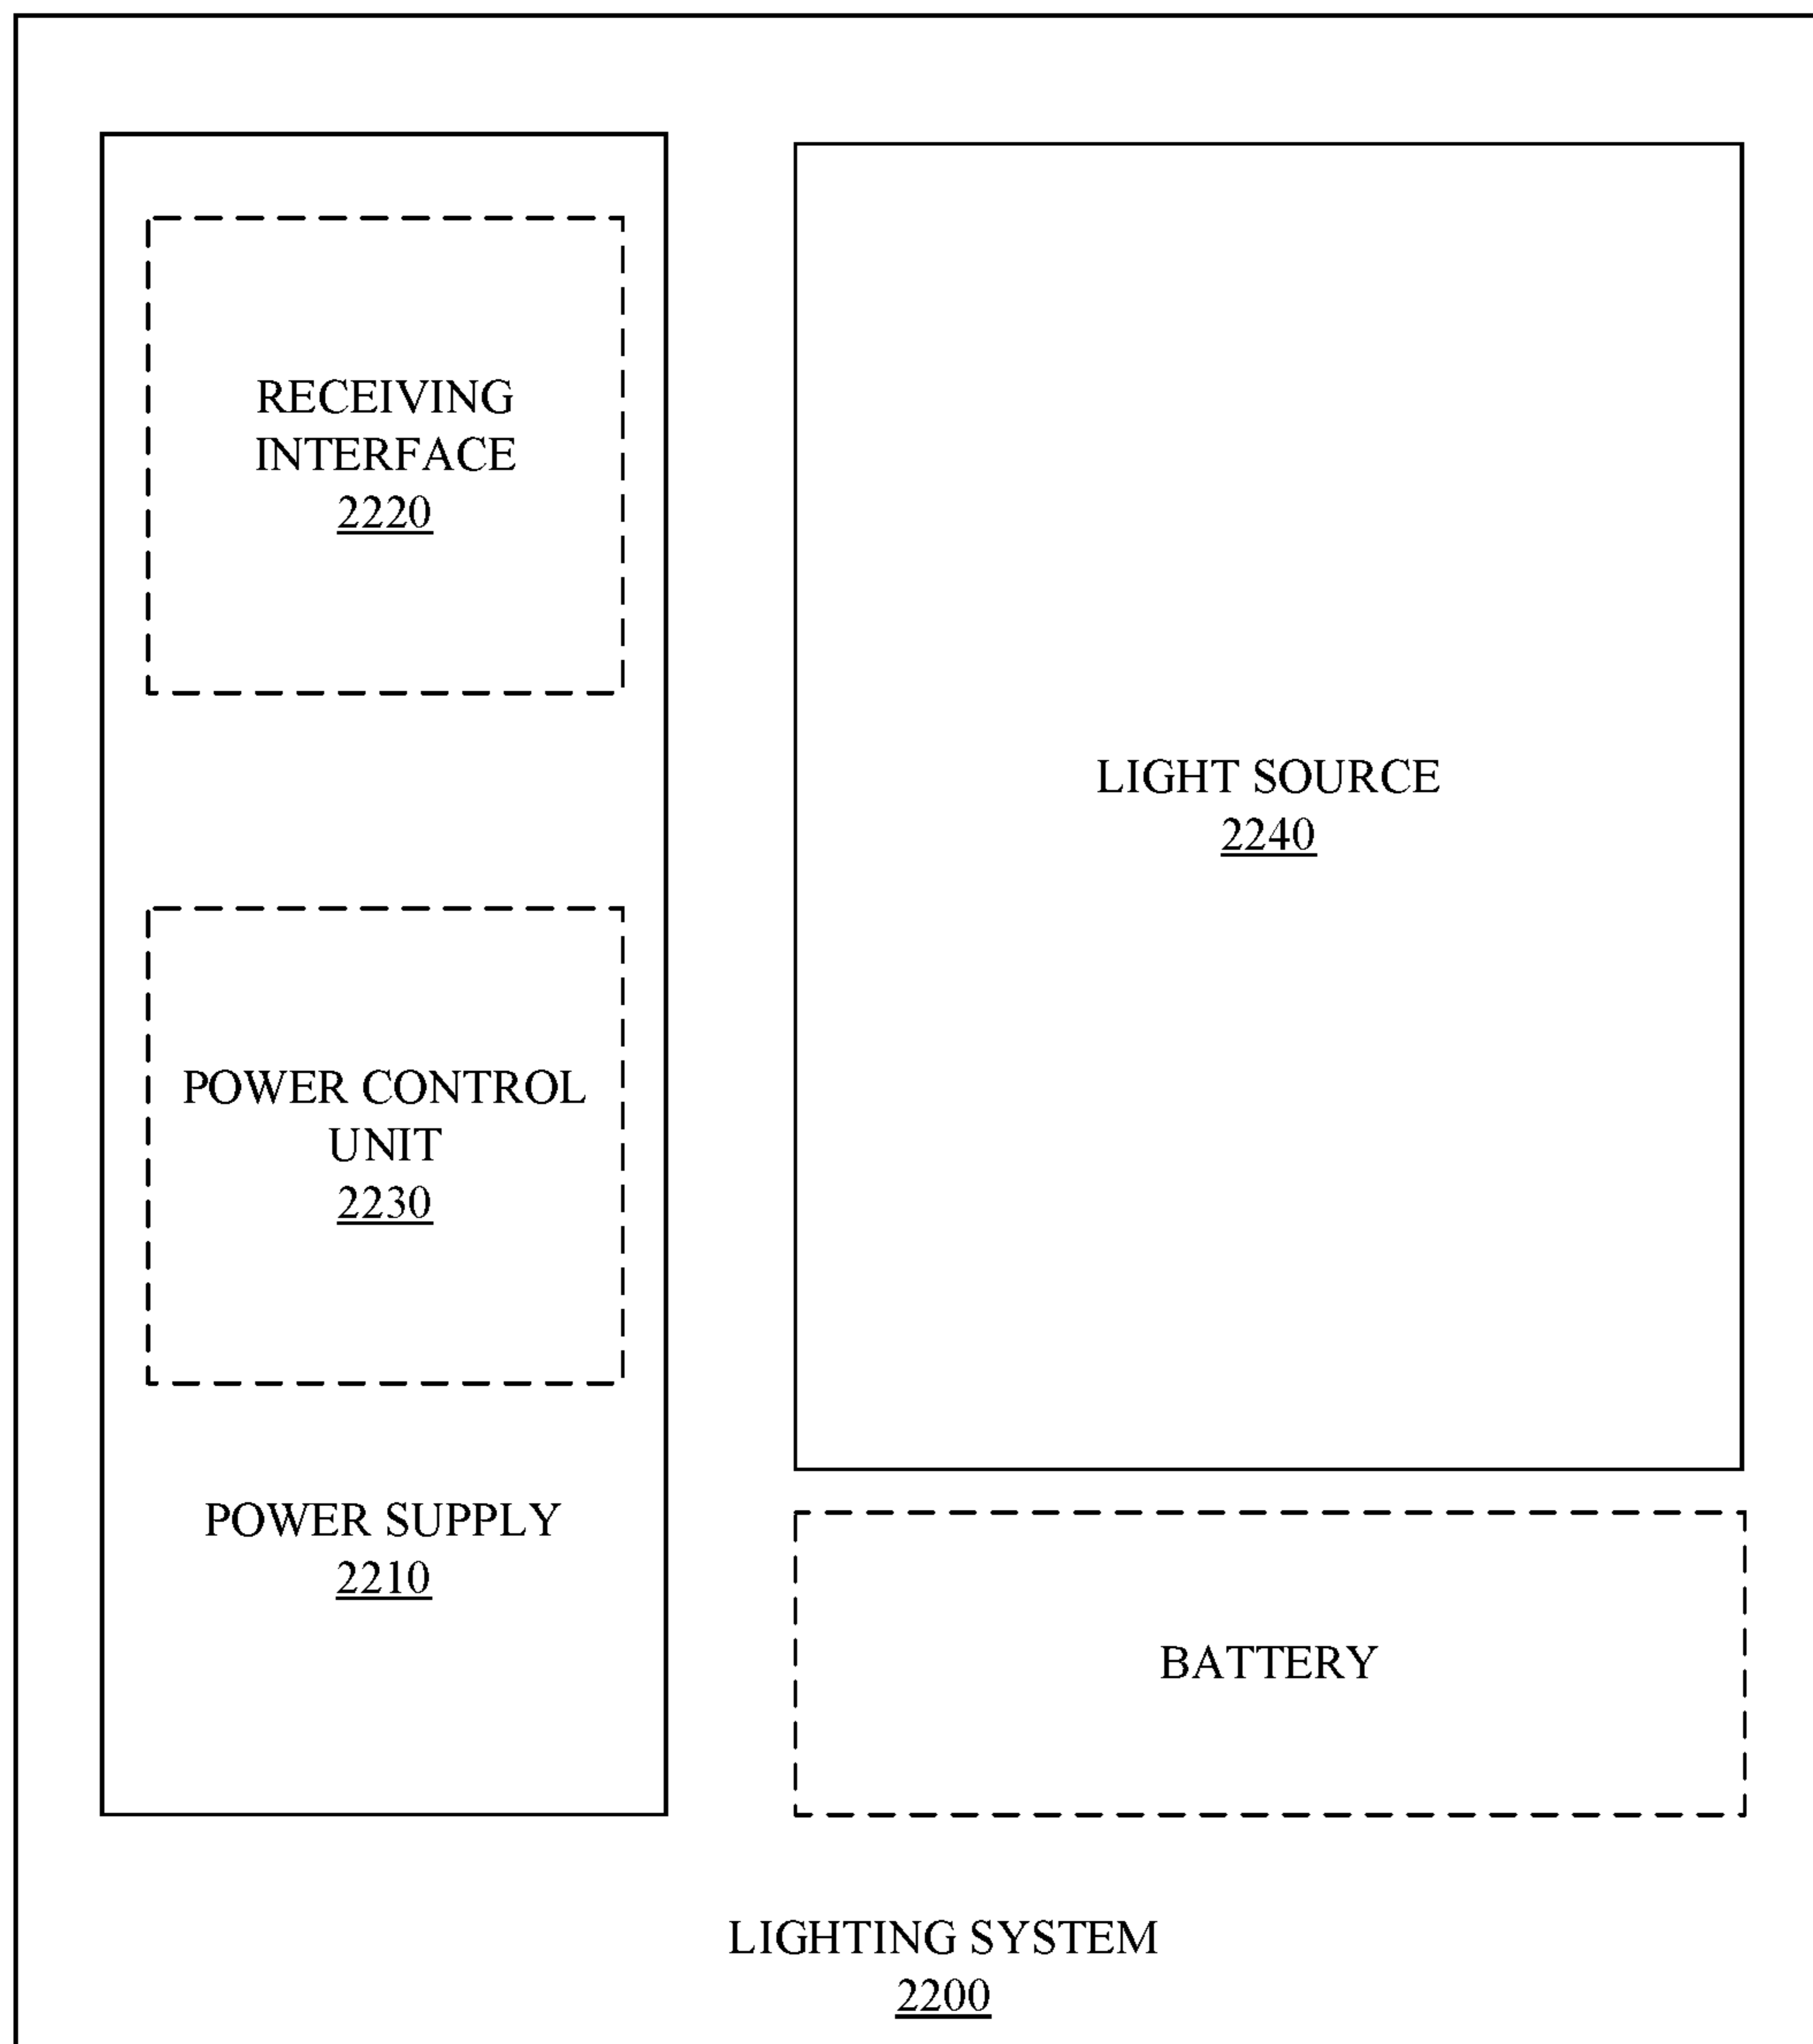 RECEIVING
INTERFACE
2220
POWER CONTROL
UNIT
2230
POWER SUPPLY
2210
LIGHT SOURCE
2240
BATTERY
LIGHTING SYSTEM
2200